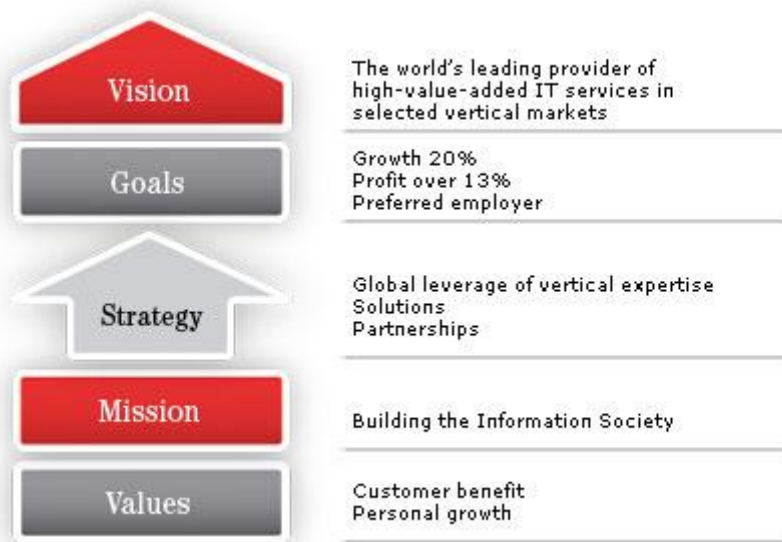 Vision
The world's leading provider of
high-value-added IT services in
selected vertical markets
Goals
Growth 20%
Profit over 13%
Preferred employer
Strategy
Global leverage of vertical expertise
Solutions
Partnerships
Mission
Building the Information Society
Values
Customer benefit
Personal growth